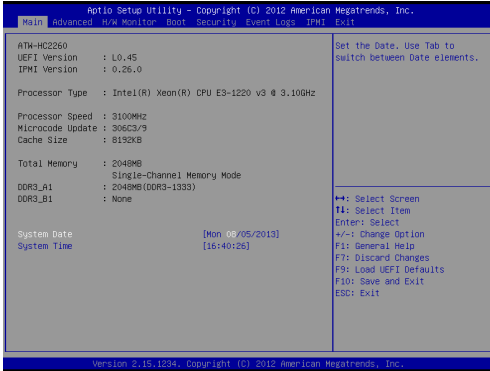 Aptio Setup Utility – Copyright (C) 2012 American Megatrends, Inc.
Main Advanced H/W Monitor Boot Security Event Logs IPMI Exit
ATW-HC2260
UEFI Version : L0.45
IPMI Version : 0.26.0
Processor Type : Intel(R) Xeon(R) CPU E3-1220 v3 @ 3.10GHz
Processor Speed : 3100MHz
Microcode Update : 306C3/9
Cache Size : 8192KB
Total Memory : 2048MB
Single-Channel Memory Mode
DDR3_A1 : 2048MB(DDR3-1333)
DDR3_B1 : None
System Date [Mon 08/05/2013]
System Time [16:40:26]
Set the Date. Use Tab to
switch between Date elements.
↔: Select Screen
↑↓: Select Item
Enter: Select
+/-: Change Option
F1: General Help
F7: Discard Changes
F9: Load UEFI Defaults
F10: Save and Exit
ESC: Exit
Version 2.15.1234. Copyright (C) 2012 American Megatrends, Inc.